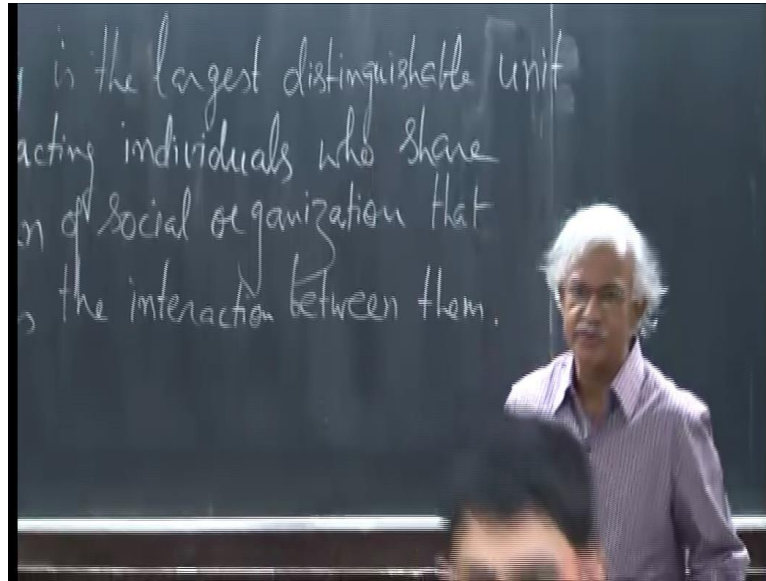 is the largest distinguishable unit
acting individuals who share
of social organization that
the interaction between them.